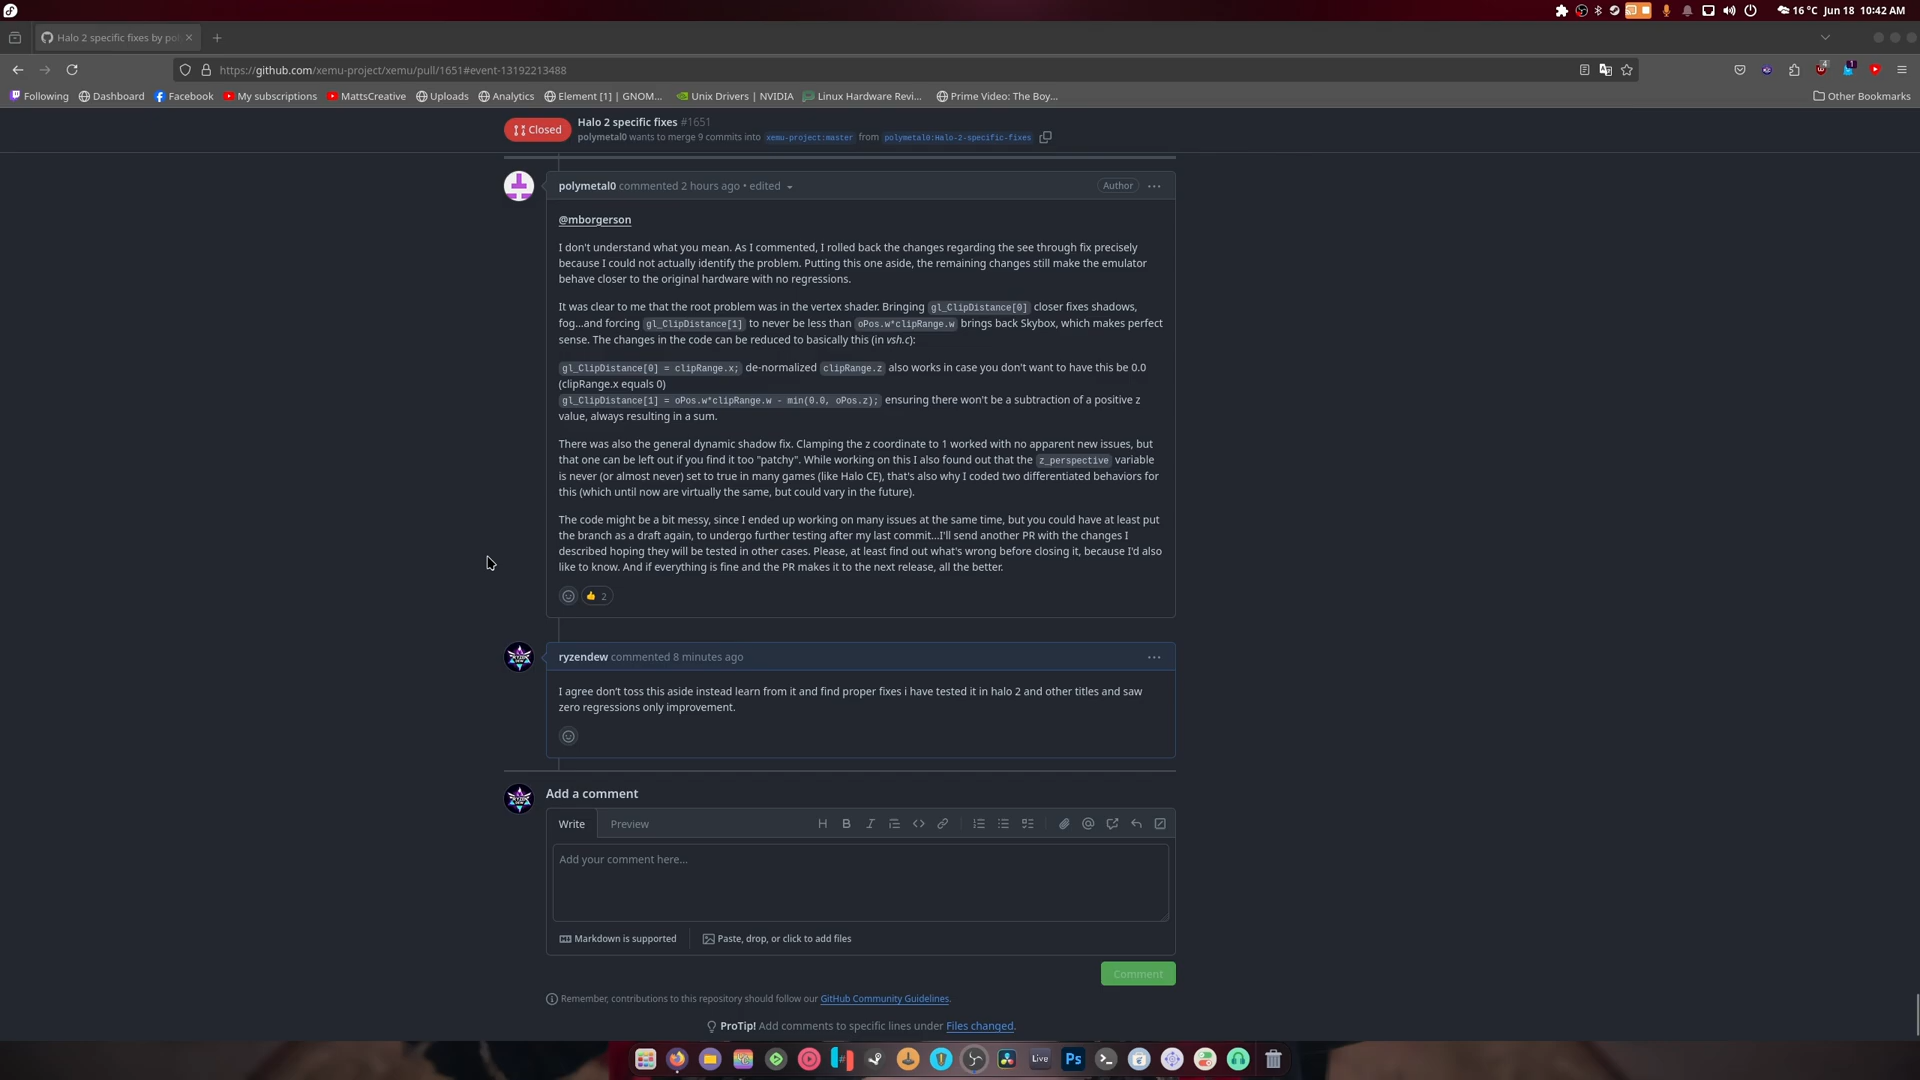 16 °C Jun 18 10:42 AM
Halo 2 specific fixes by po
https://github.com/xemu-project/xemu/pull/1651#event-13192213488
4
1
Following Dashboard Facebook My subscriptions MattsCreative Uploads Analytics Element [1] | GNOM... Unix Drivers | NVIDIA Linux Hardware Revi... Prime Video: The Boy... Other Bookmarks
Closed
Halo 2 specific fixes #1651
polymetal0 wants to merge 9 commits into xemu-project:master from polymetal0:Halo-2-specific-fixes
polymetal0 commented 2 hours ago • edited
Author
@mborgerson
I don't understand what you mean. As I commented, I rolled back the changes regarding the see through fix precisely
because I could not actually identify the problem. Putting this one aside, the remaining changes still make the emulator
behave closer to the original hardware with no regressions.
It was clear to me that the root problem was in the vertex shader. Bringing gl_ClipDistance[0] closer fixes shadows,
fog...and forcing gl_ClipDistance[1] to never be less than oPos.w*clipRange.w brings back Skybox, which makes perfect
sense. The changes in the code can be reduced to basically this (in vsh.c):
gl_ClipDistance[0] = clipRange.x; de-normalized clipRange.z also works in case you don't want to have this be 0.0
(clipRange.x equals 0)
gl_ClipDistance[1] = oPos.w*clipRange.w - min(0.0, oPos.z); ensuring there won't be a subtraction of a positive z
value, always resulting in a sum.
There was also the general dynamic shadow fix. Clamping the z coordinate to 1 worked with no apparent new issues, but
that one can be left out if you find it too "patchy". While working on this I also found out that the z_perspective variable
is never (or almost never) set to true in many games (like Halo CE), that's also why I coded two differentiated behaviors for
this (which until now are virtually the same, but could vary in the future).
The code might be a bit messy, since I ended up working on many issues at the same time, but you could have at least put
the branch as a draft again, to undergo further testing after my last commit...I'll send another PR with the changes I
described hoping they will be tested in other cases. Please, at least find out what's wrong before closing it, because I'd also
like to know. And if everything is fine and the PR makes it to the next release, all the better.
2
ryzendew commented 8 minutes ago
I agree don't toss this aside instead learn from it and find proper fixes i have tested it in halo 2 and other titles and saw
zero regressions only improvement.
Add a comment
Write Preview
Add your comment here...
Markdown is supported Paste, drop, or click to add files
Comment
Remember, contributions to this repository should follow our GitHub Community Guidelines.
ProTip! Add comments to specific lines under Files changed.
Live Ps